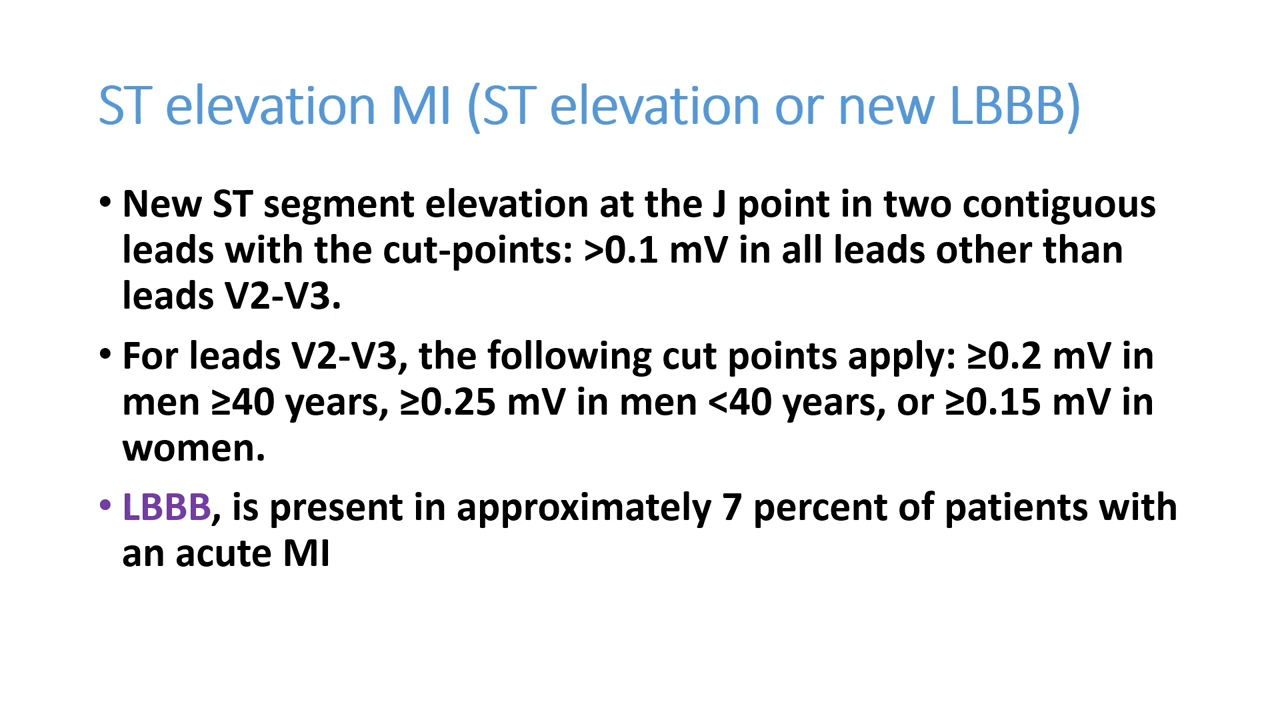 ST elevation MI (ST elevation or new LBBB)
• New ST segment elevation at the J point in two contiguous
leads with the cut-points: >0.1 mV in all leads other than
leads V2-V3.
• For leads V2-V3, the following cut points apply: ≥0.2 mV in
men ≥40 years, ≥0.25 mV in men <40 years, or ≥0.15 mV in
women.
• LBBB, is present in approximately 7 percent of patients with
an acute MI